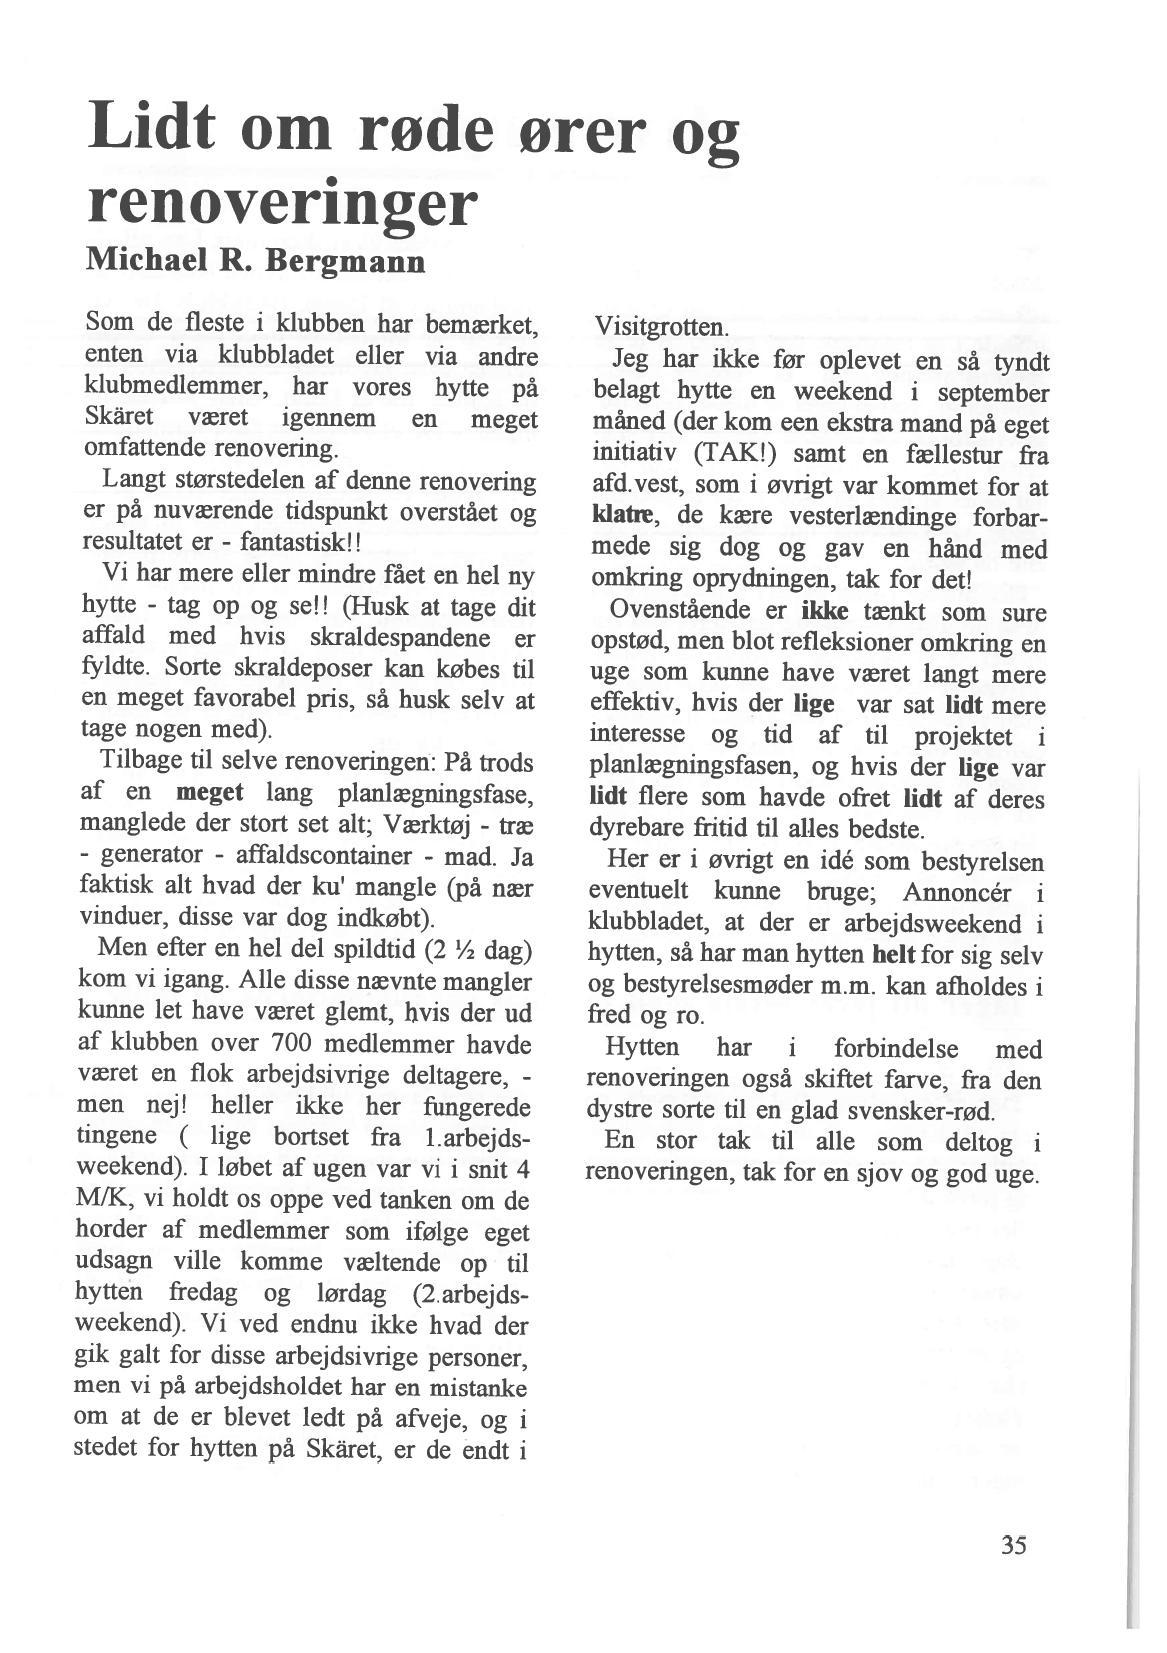 Lidt om røde ører og
renoveringer
Michael R. Bergmann
Som de fleste i klubben har bemærket,
enten via klubbladet eller via andre
klubmedlemmer, har vores hytte på
Skäret været igennem en meget
omfattende renovering.
Langt størstedelen af denne renovering
er på nuværende tidspunkt overstået og
resultatet er - fantastisk!!
Vi har mere eller mindre fået en hel ny
hytte - tag op og se!! (Husk at tage dit
affald med hvis skraldespandene er
fyldte. Sorte skraldeposer kan købes til
en meget favorabel pris, så husk selv at
tage nogen med).
Tilbage til selve renoveringen: På trods
af en meget lang planlægningsfase,
manglede der stort set alt; Værktøj - træ
- generator - affaldscontainer - mad. Ja
faktisk alt hvad der ku' mangle (på nær
vinduer, disse var dog indkøbt).
Men efter en hel del spildtid (2 ½ dag)
kom vi igang. Alle disse nævnte mangler
kunne let have været glemt, hvis der ud
af klubben over 700 medlemmer havde
været en flok arbejdsivrige deltagere, -
men nej! heller ikke her fungerede
tingene ( lige bortset fra 1.arbejds-
weekend). I løbet af ugen var vi i snit 4
M/K, vi holdt os oppe ved tanken om de
horder af medlemmer som ifølge eget
udsagn ville komme væltende op til
hytten fredag og lørdag (2.arbejds-
weekend). Vi ved endnu ikke hvad der
gik galt for disse arbejdsivrige personer,
men vi på arbejdsholdet har en mistanke
om at de er blevet ledt på afveje, og i
stedet for hytten på Skäret, er de endt i
Visitgrotten.
Jeg har ikke før oplevet en så tyndt
belagt hytte en weekend i september
måned (der kom een ekstra mand på eget
initiativ (TAK!) samt en fællestur fra
afd.vest, som i øvrigt var kommet for at
klatre, de kære vesterlændinge forbar-
mede sig dog og gav en hånd med
omkring oprydningen, tak for det!
Ovenstående er ikke tænkt som sure
opstød, men blot refleksioner omkring en
uge som kunne have været langt mere
effektiv, hvis der lige var sat lidt mere
interesse og tid af til projektet i
planlægningsfasen, og hvis der lige var
lidt flere som havde ofret lidt af deres
dyrebare fritid til alles bedste.
Her er i øvrigt en idé som bestyrelsen
eventuelt kunne bruge; Annoncér i
klubbladet, at der er arbejdsweekend i
hytten, så har man hytten helt for sig selv
og bestyrelsesmøder m.m. kan afholdes i
fred og ro.
Hytten har i forbindelse med
renoveringen også skiftet farve, fra den
dystre sorte til en glad svensker-rød.
En stor tak til alle som deltog i
renoveringen, tak for en sjov og god uge.
35